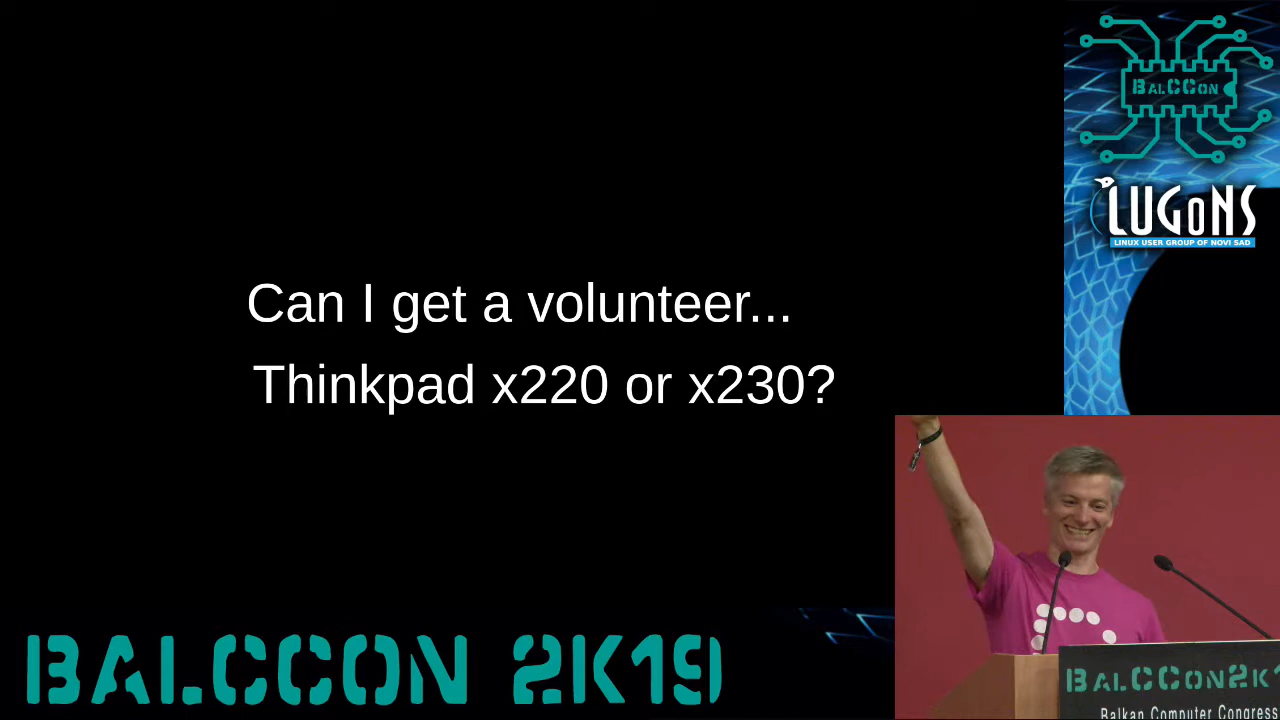 Can I get a volunteer...
Thinkpad x220 or x230?
BALCCON
LUGONS
LINUX USER GROUP OF NOVI SAD
BALCCON 2K19
BALCCON2K1
Balkan Computer Congress